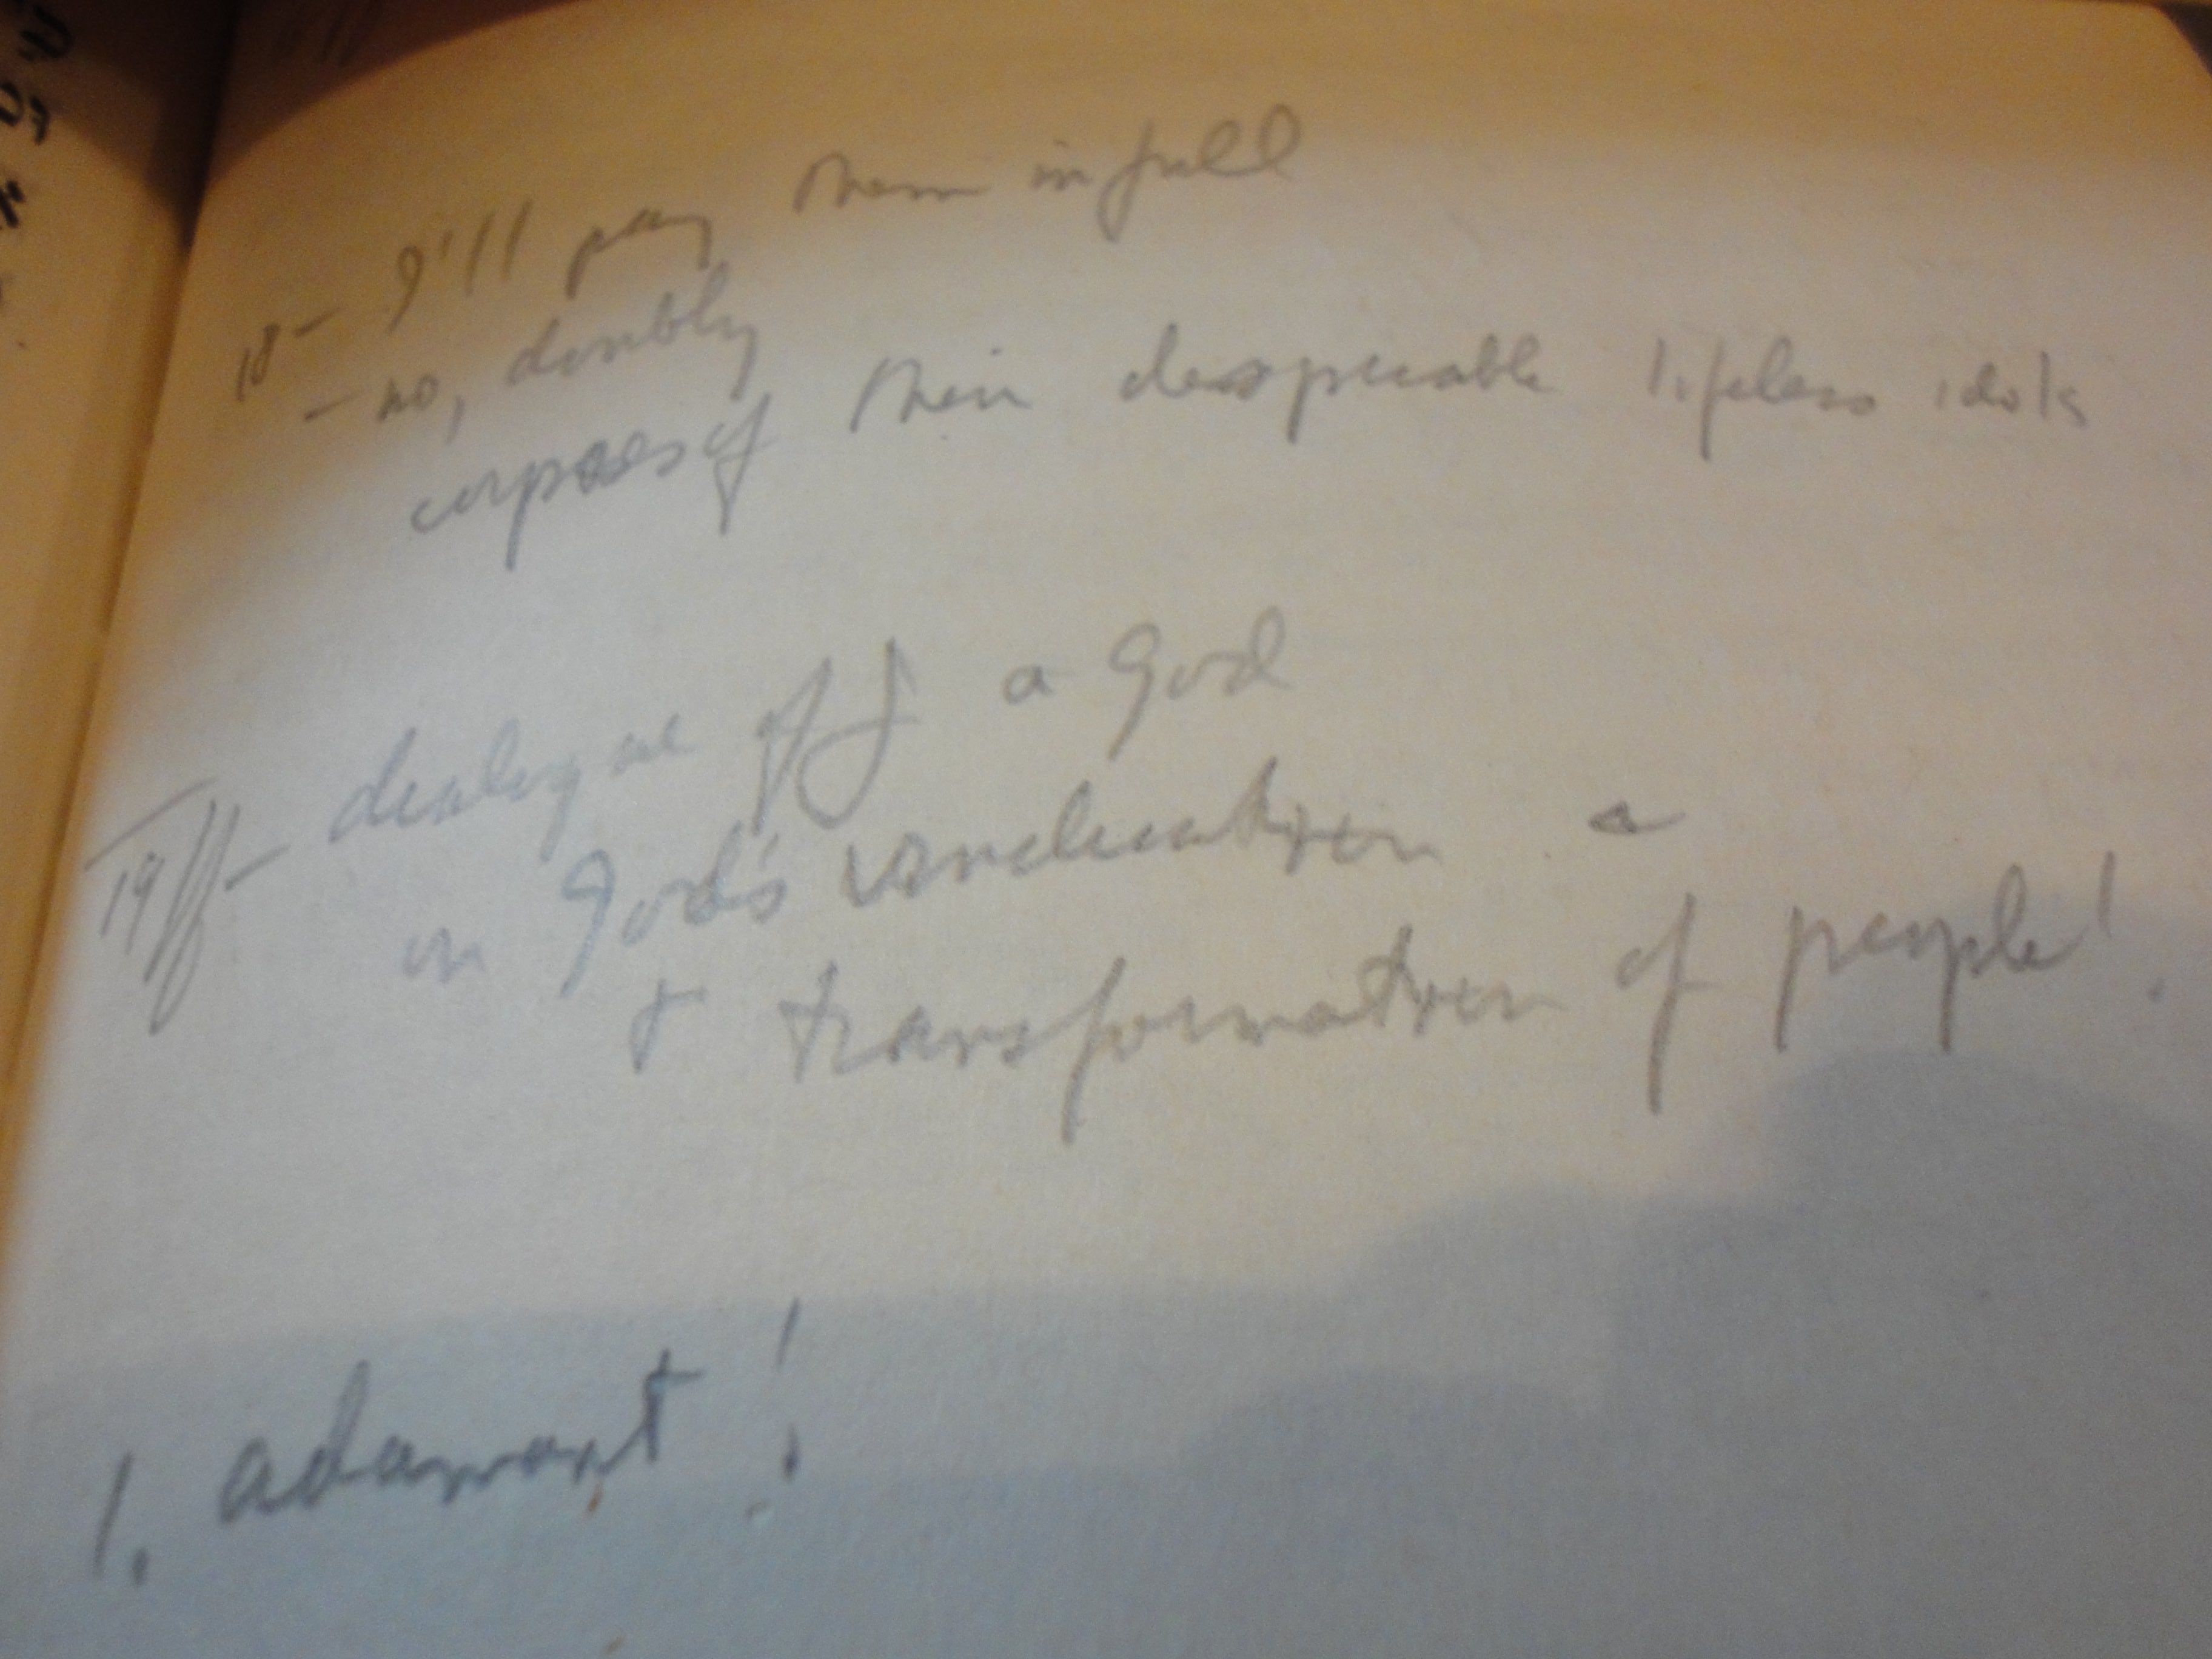 18- I'll pay them in full
- no, doubly
corpses of their despicable lifeless idols
19ff- dialogue of J a God
on God's vindication a
& transformation of people!
1. adamant!